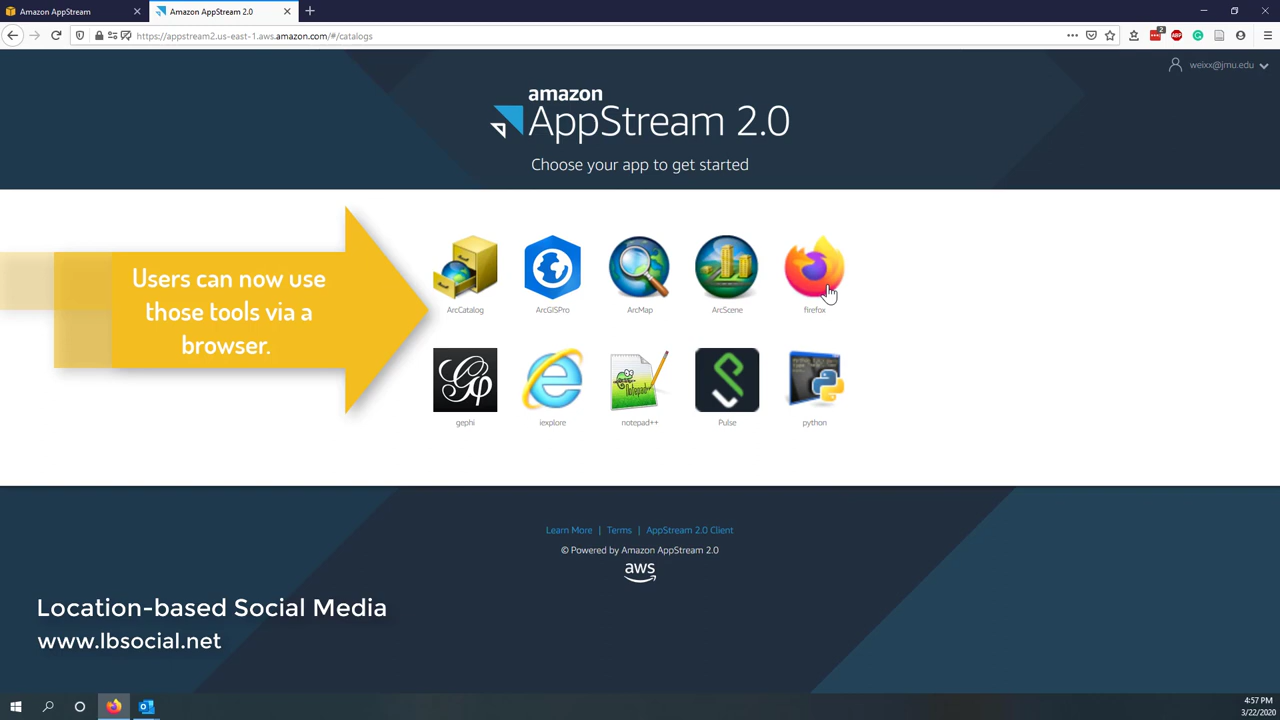 Amazon AppStream
Amazon AppStream 2.0
https://appstream2.us-east-1.aws.amazon.com/#/catalogs
weixx@jmu.edu
amazon
AppStream 2.0
Choose your app to get started
Users can now use
those tools via a
browser.
ArcCatalog
ArcGISPro
ArcMap
ArcScene
firefox
gephi
iexplore
notepad++
Pulse
python
Learn More | Terms | AppStream 2.0 Client
© Powered by Amazon AppStream 2.0
aws
Location-based Social Media
www.lbsocial.net
4:57 PM
3/22/2020